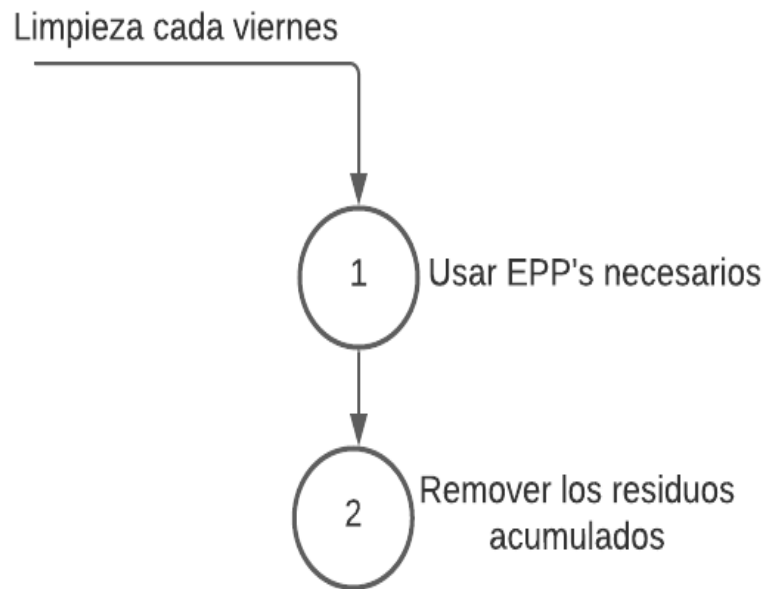 Limpieza cada viernes
1
Usar EPP's necesarios
2
Remover los residuos
acumulados